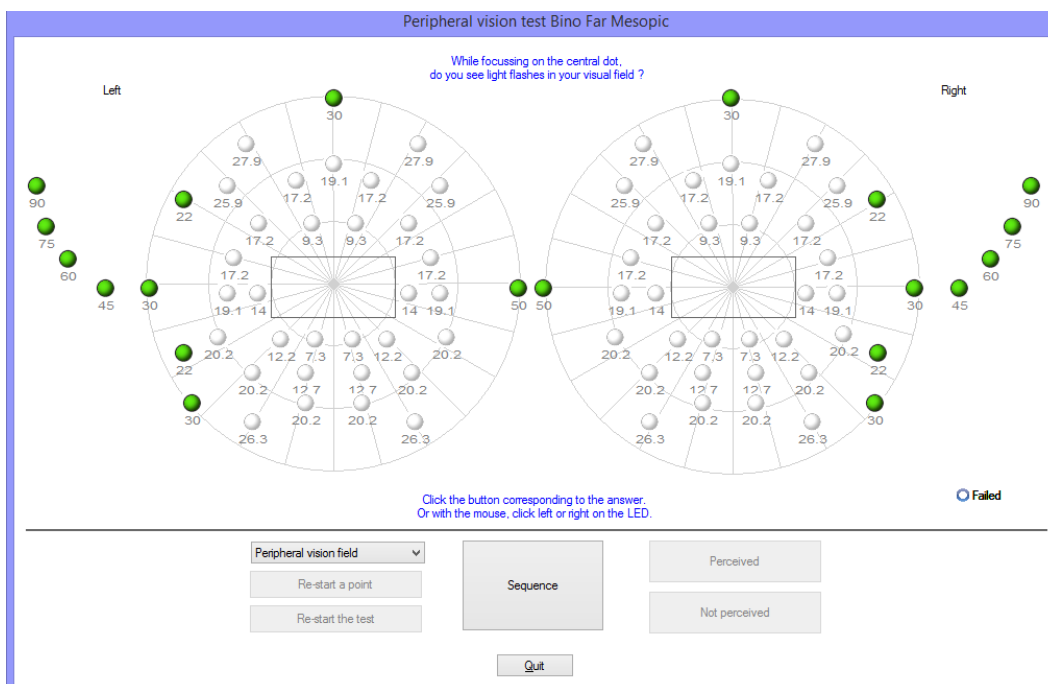 Peripheral vision test Bino Far Mesopic
While focussing on the central dot,
do you see light flashes in your visual field ?
Left
Right
30 30
27.9 27.9 27.9 27.9
19.1 19.1
90 25.9 17.2 17.2 25.9 25.9 17.2 17.2 25.9 90
22 22
75 17.2 9.3 9.3 17.2 17.2 9.3 9.3 17.2 75
60 17.2 17.2 17.2 17.2 60
45 30 50 50 30 45
19.1 14 14 19.1 19.1 14 14 19.1
20.2 12.2 7.3 7.3 12.2 20.2 20.2 12.2 7.3 7.3 12.2 20.2
22 22
20.2 12.7 12.7 20.2 20.2 12.7 12.7 20.2
30 20.2 20.2 20.2 20.2 30
26.3 26.3 26.3 26.3
Click the button corresponding to the answer.
Or with the mouse, click left or right on the LED.
Failed
Peripheral vision field
Re-start a point
Re-start the test
Sequence
Perceived
Not perceived
Quit